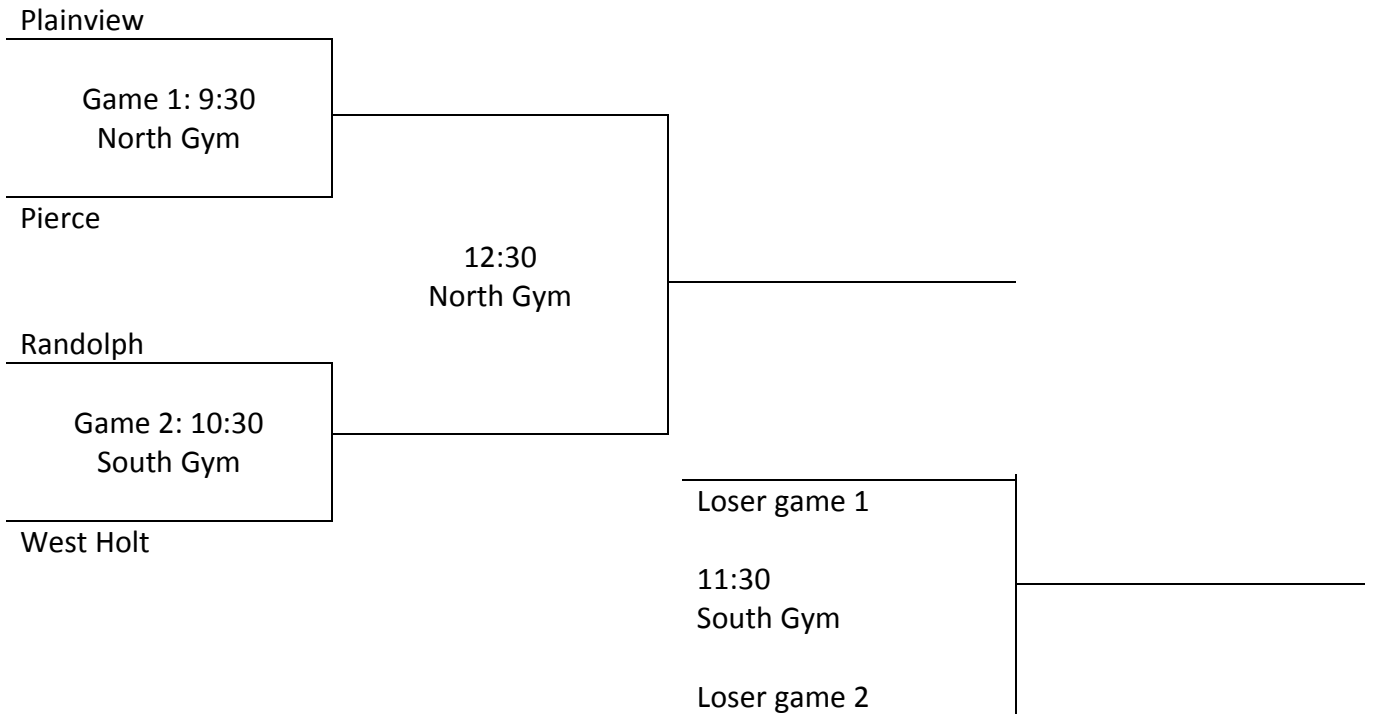 Plainview
Game 1: 9:30
North Gym
Pierce
12:30
North Gym
Randolph
Game 2: 10:30
South Gym
West Holt
Loser game 1
11:30
South Gym
Loser game 2